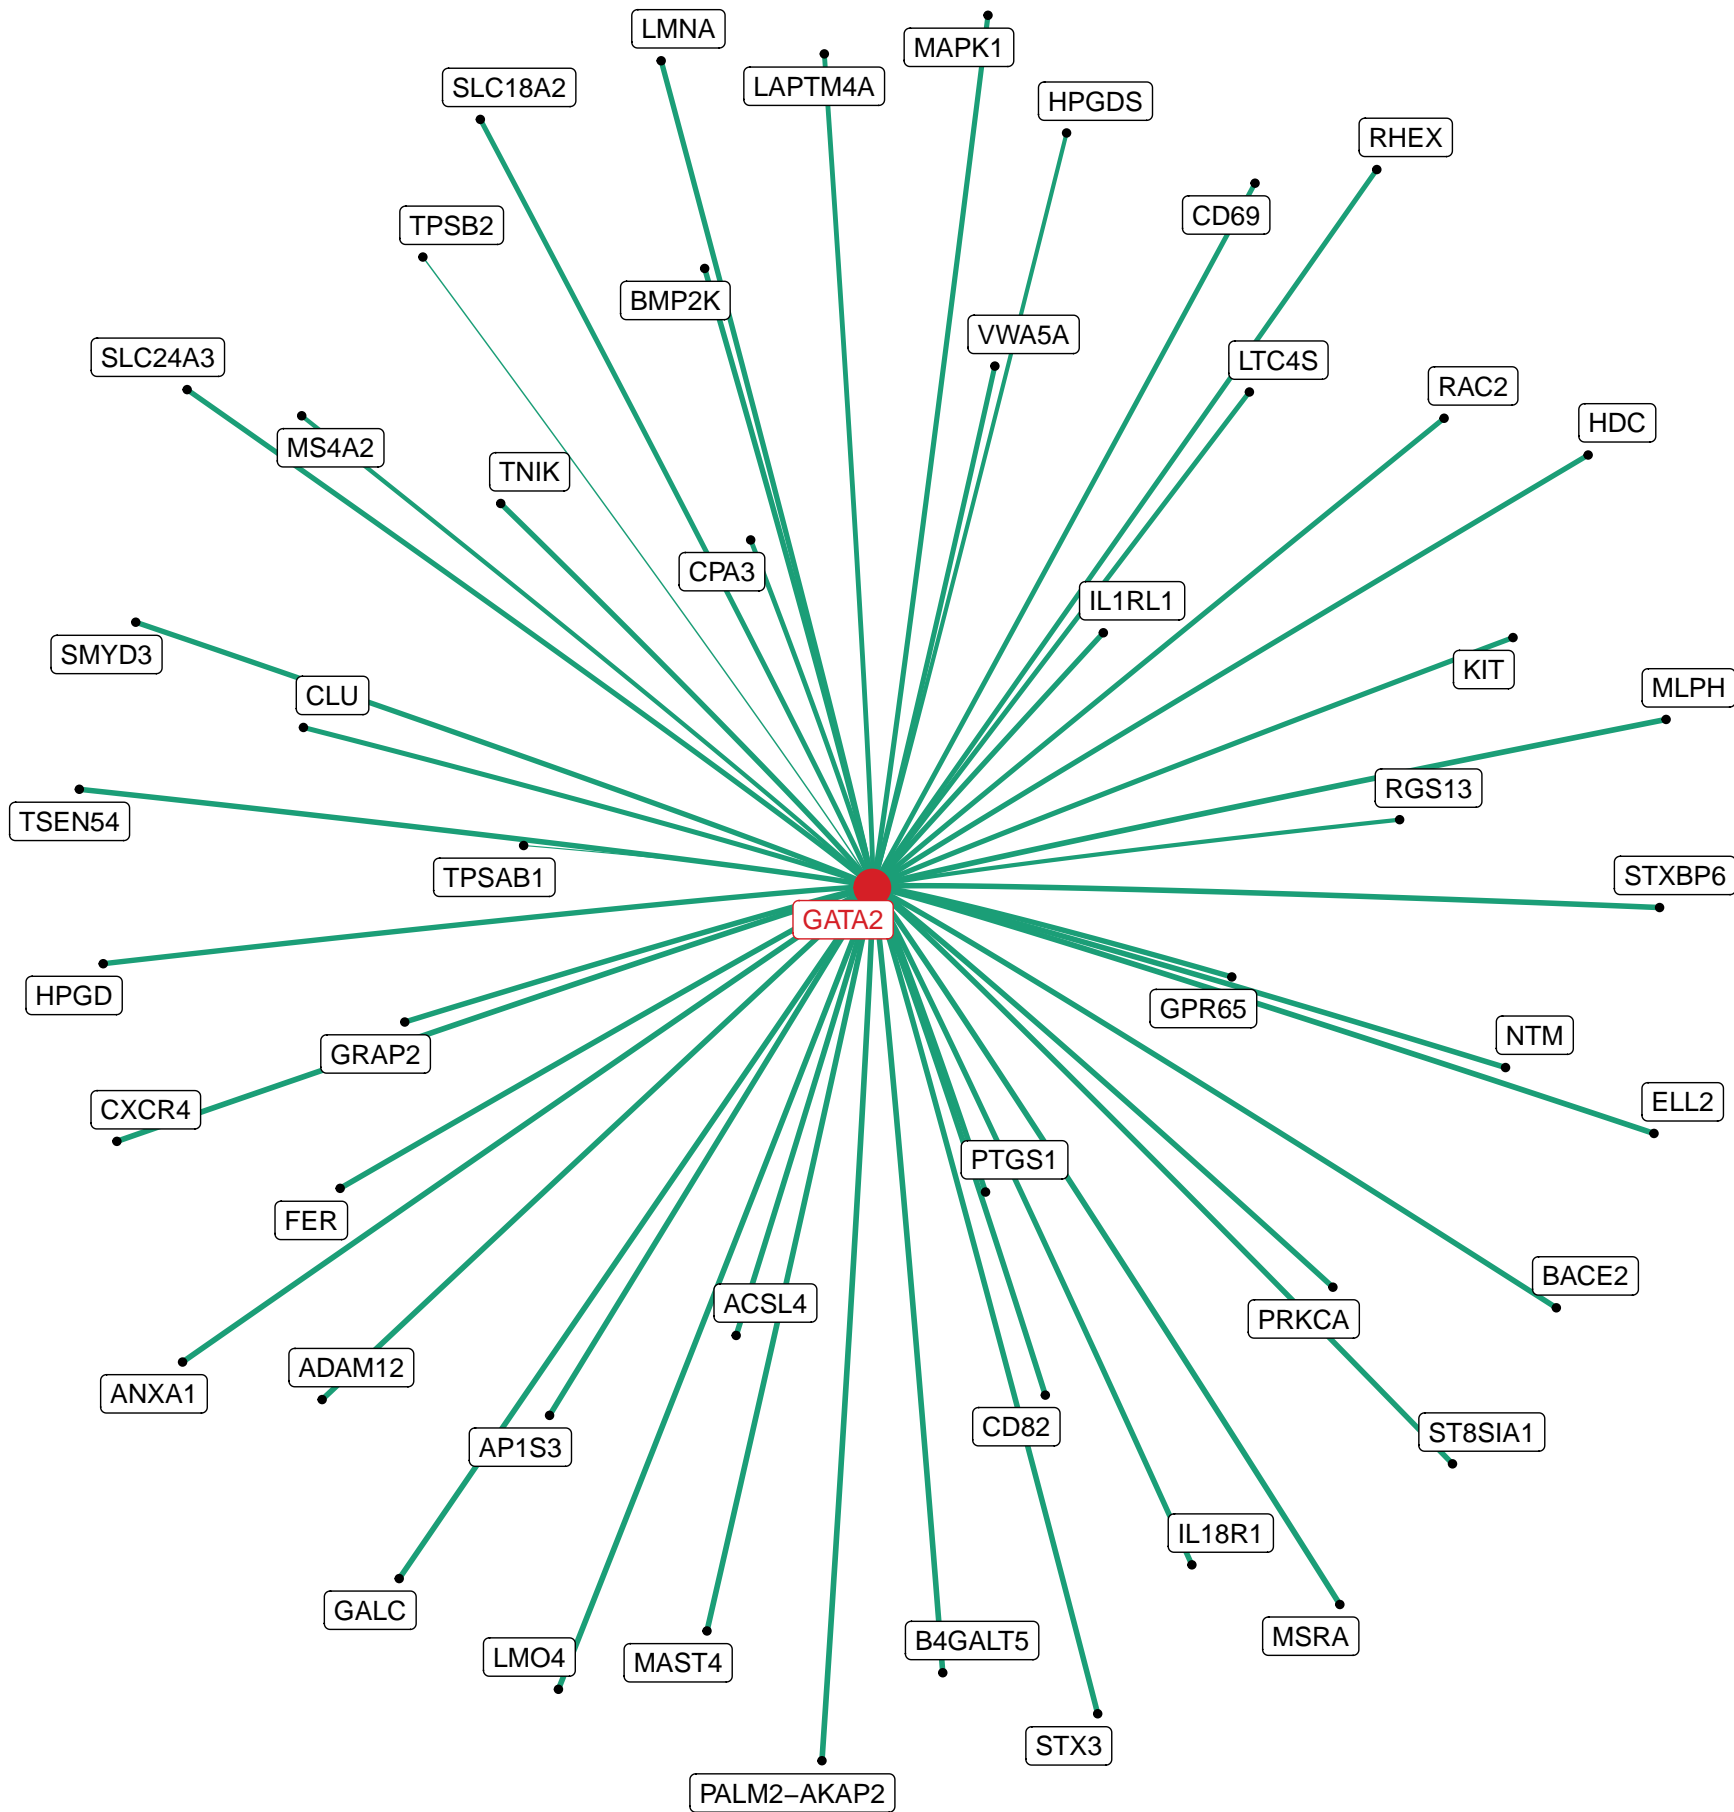 LMNA
MAPK1
LAPTM4A
SLC18A2
HPGDS
RHEX
CD69
TPSB2
BMP2K
VWA5A
SLC24A3
LTC4S
RAC2
HDC
MS4A2
TNIK
CPA3
IL1RL1
SMYD3
KIT
MLPH
CLU
RGS13
TSEN54
TPSAB1
STXBP6
GATA2
HPGD
GPR65
NTM
GRAP2
CXCR4
ELL2
PTGS1
FER
BACE2
ACSL4
PRKCA
ADAM12
ANXA1
CD82
ST8SIA1
AP1S3
IL18R1
GALC
MSRA
B4GALT5
LMO4
MAST4
STX3
PALM2−AKAP2